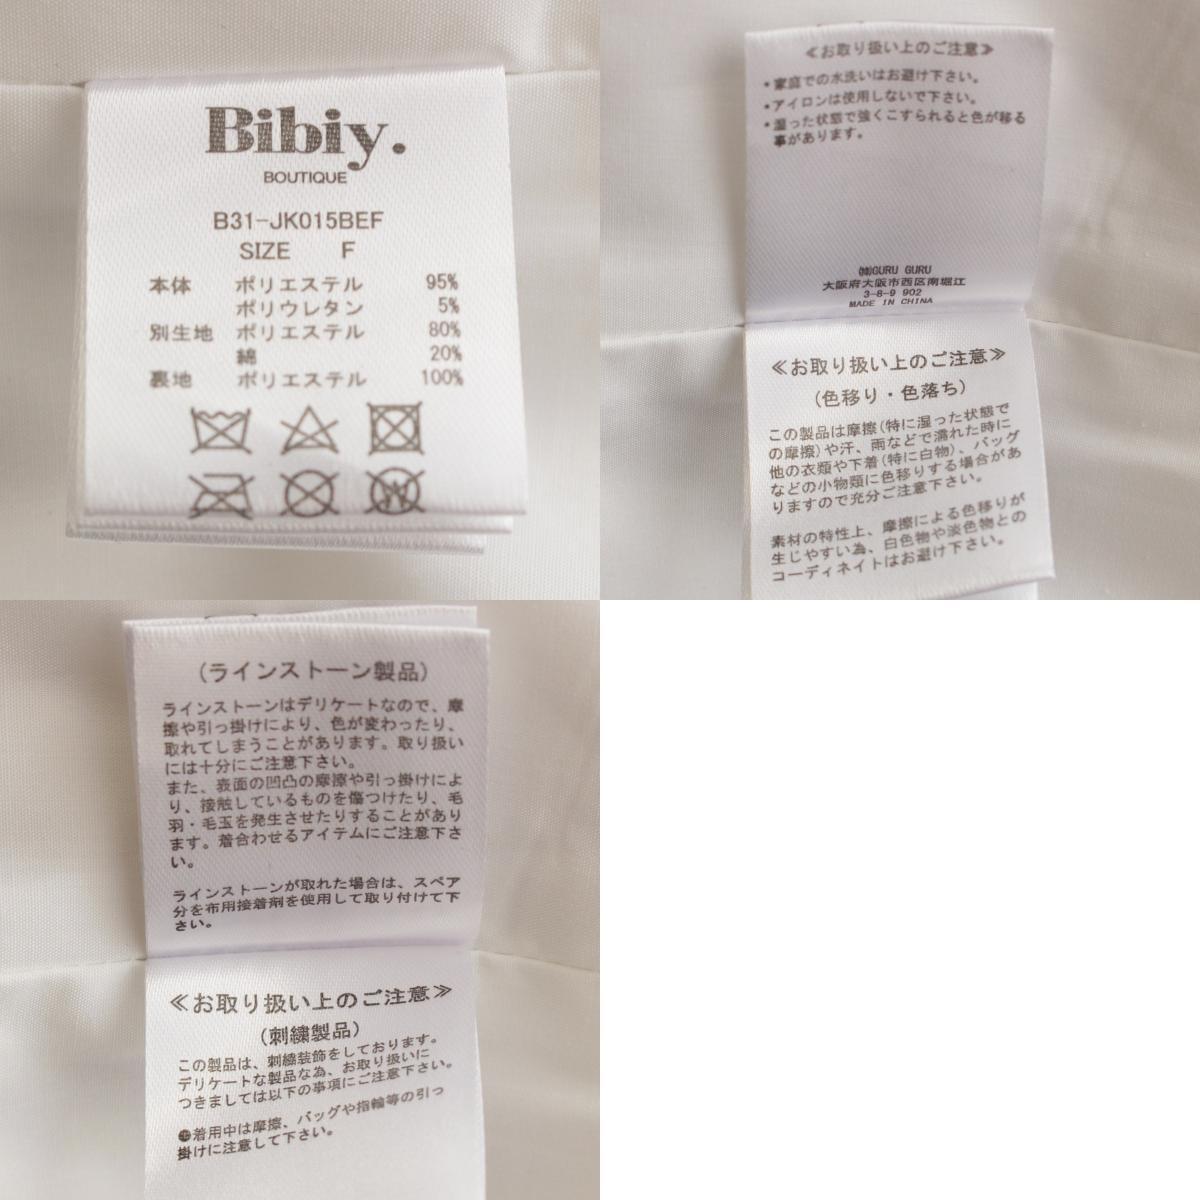 Bibiy.
BOUTIQUE
B31-JK015BEF
SIZE F
本体 ポリエステル 95%
ポリウレタン 5%
別生地 ポリエステル 80%
綿 20%
裏地 ポリエステル 100%
≪お取り扱い上のご注意≫
・家庭での水洗いはお避け下さい。
・アイロンは使用しないで下さい。
・湿った状態で強くこすられると色が移る
事があります。
㈱GURU GURU
大阪府大阪市西区南堀江
3-8-9 902
MADE IN CHINA
≪お取り扱い上のご注意≫
(色移り・色落ち)
この製品は摩擦(特に湿った状態で
の摩擦)や汗、雨などで濡れた時に
他の衣類や下着(特に白物)、バッグ
などの小物類に色移りする場合があ
りますので充分ご注意下さい。
素材の特性上、摩擦による色移りが
生じやすい為、白色物や淡色物との
コーディネイトはお避け下さい。
(ラインストーン製品)
ラインストーンはデリケートなので、摩
擦や引っ掛けにより、色が変わったり、
取れてしまうことがあります。取り扱い
には十分にご注意下さい。
また、表面の凹凸の摩擦や引っ掛けによ
り、接触しているものを傷つけたり、毛
羽・毛玉を発生させたりすることがあり
ます。着合わせるアイテムにご注意下さ
い。
ラインストーンが取れた場合は、スペア
分を布用接着剤を使用して取り付けて下
さい。
≪お取り扱い上のご注意≫
(刺繍製品)
この製品は、刺繍装飾をしております。
デリケートな製品な為、お取り扱いに
つきましては以下の事項にご注意下さい。
●着用中は摩擦、バッグや指輪等の引っ
掛けに注意して下さい。